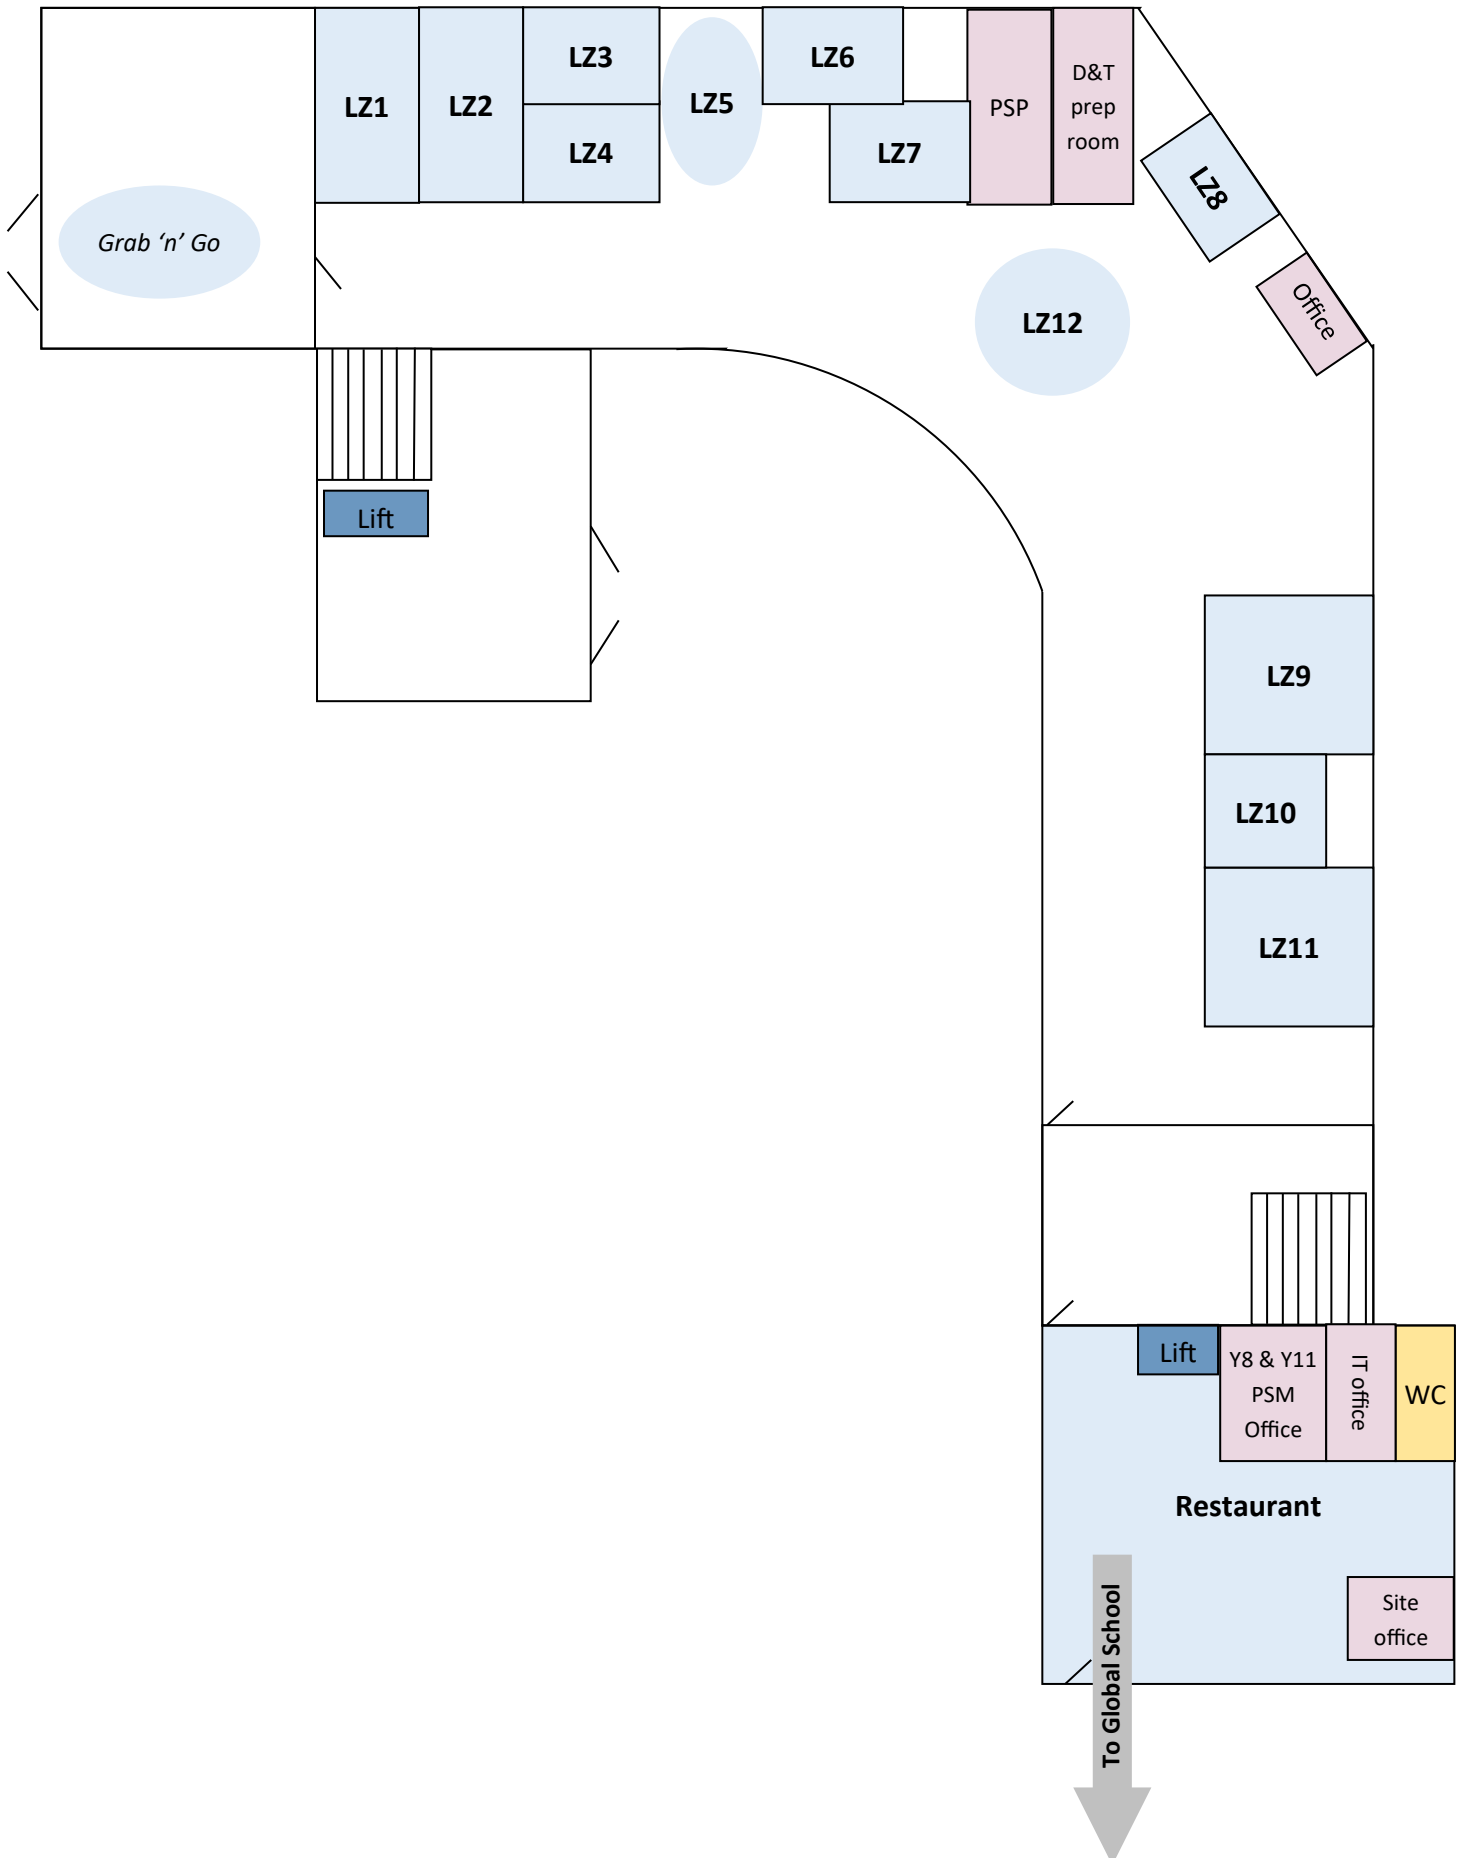 LZ1
LZ2
LZ3
LZ4
LZ5
LZ6
LZ7
PSP
D&T
prep
room
LZ8
Office
Grab ‘n’ Go
LZ12
Lift
LZ9
LZ10
LZ11
Lift
Y8 & Y11
PSM
Office
IT office
WC
Restaurant
Site
office
To Global School